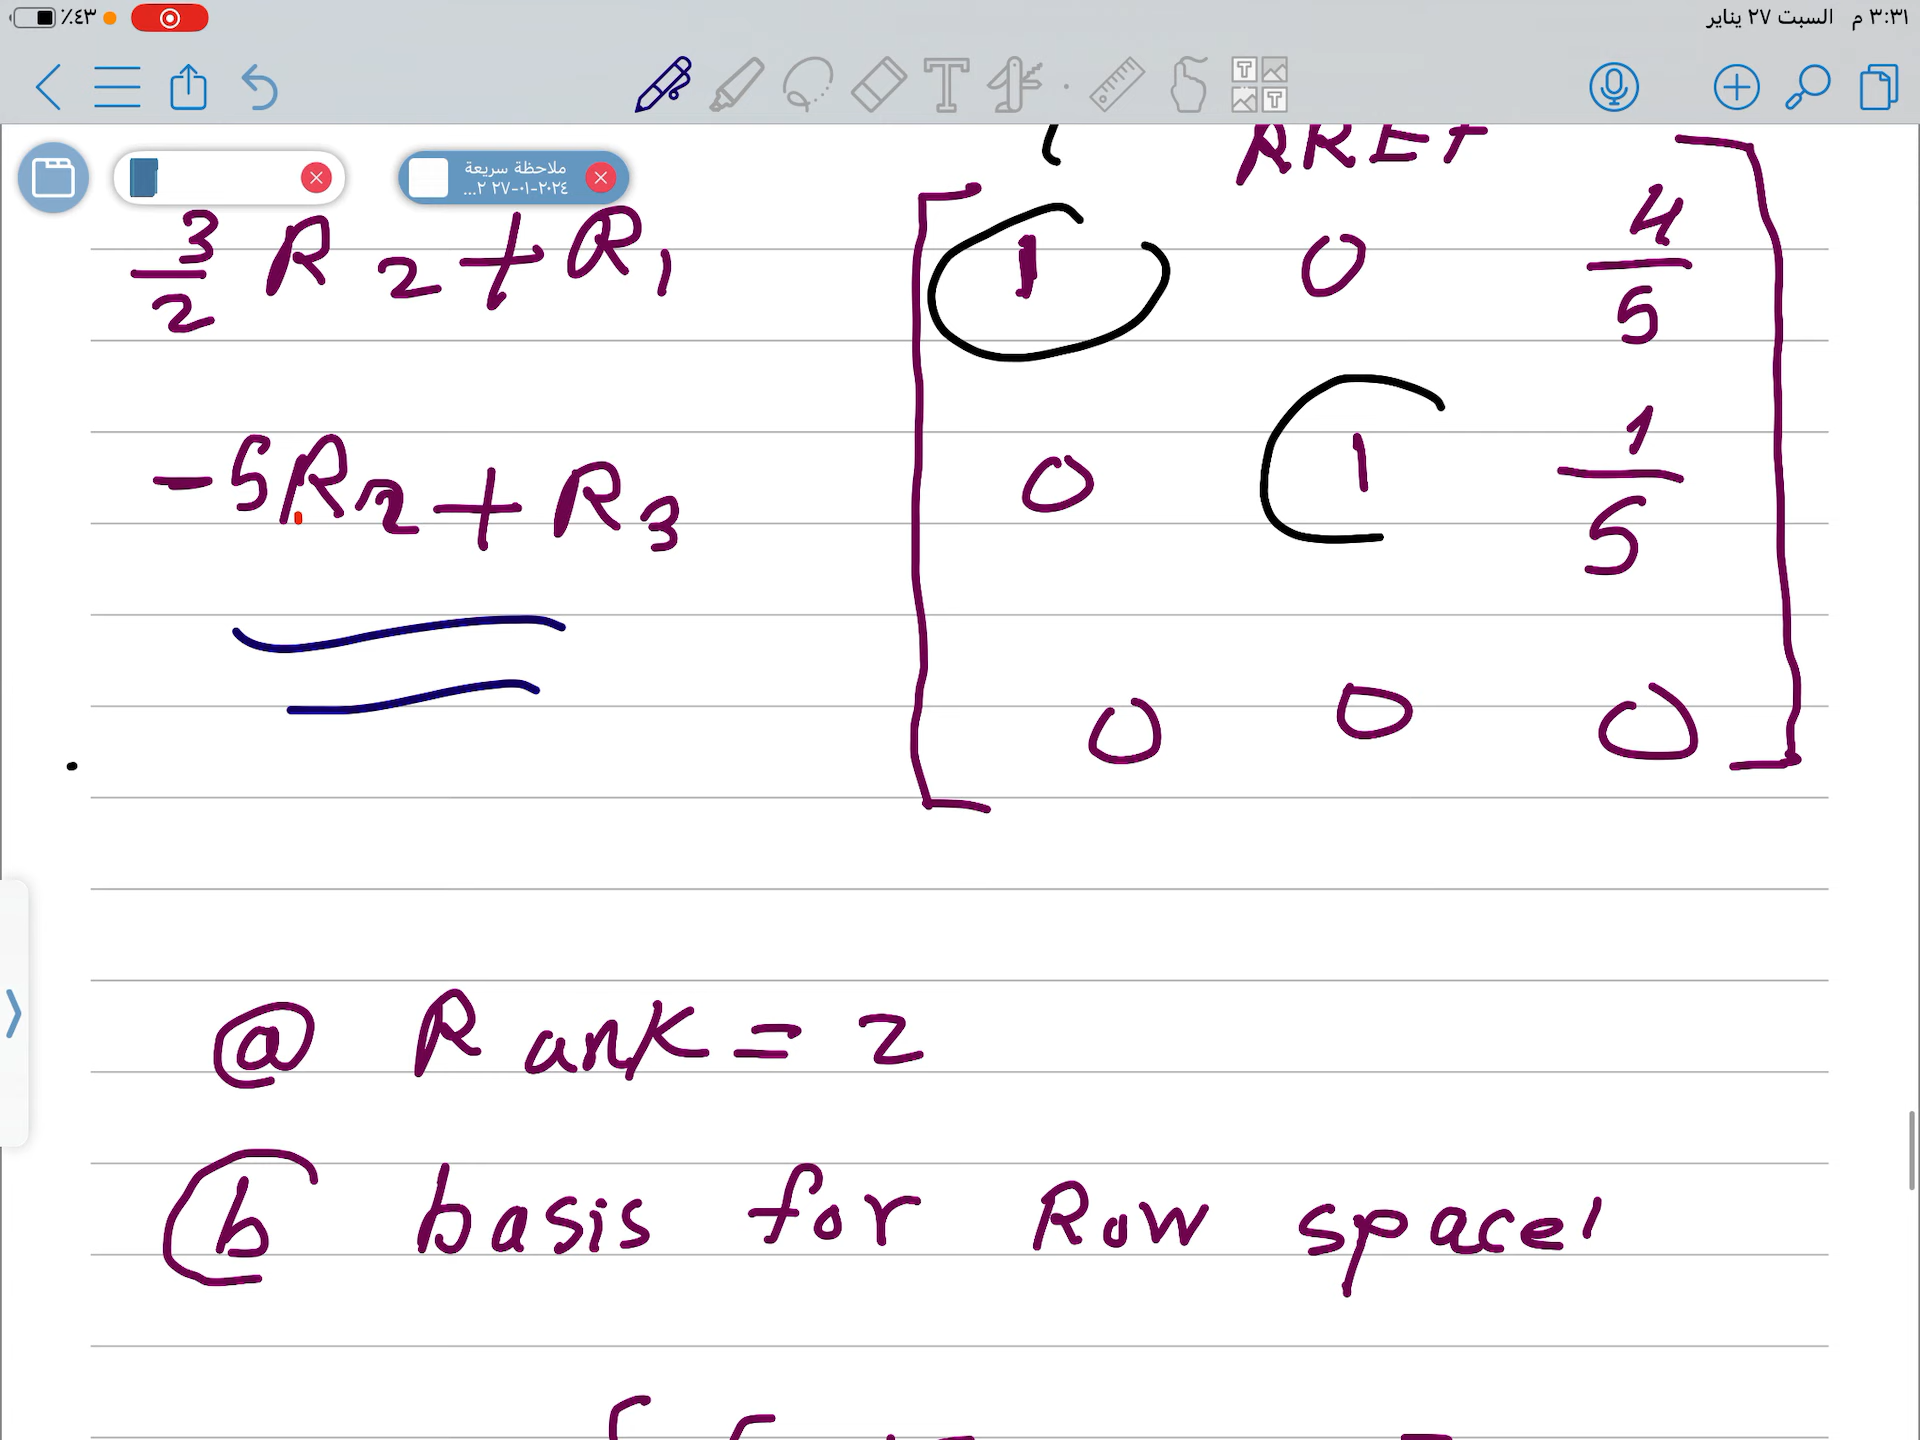 ٪٤٣ ٣:٣١ م السبت ٢٧ يناير
ملاحظة سريعة
٢٠٢٤-٠١-٢٧ ٢...
RREF
3/2 R2 + R1
1 0 4/5
-5R2 + R3
0 1 1/5
0 0 0
ⓐ Rank = 2
ⓑ basis for Row space